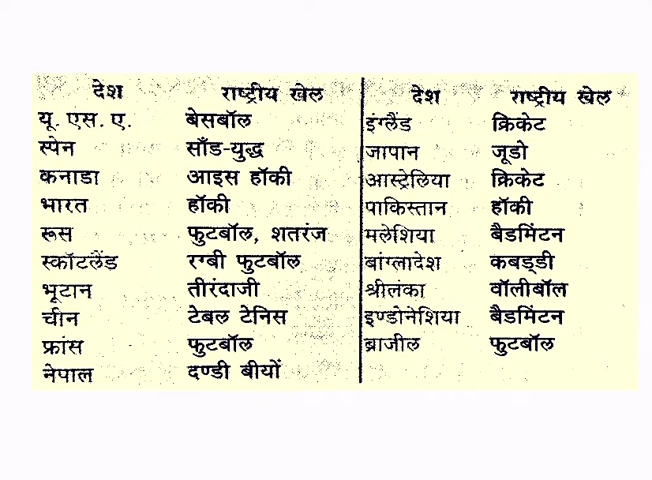 देश राष्ट्रीय खेल
यू. एस. ए. बेसबॉल
स्पेन साँड-युद्ध
कनाडा आइस हॉकी
भारत हॉकी
रूस फुटबॉल, शतरंज
स्कॉटलैंड रग्बी फुटबॉल
भूटान तीरंदाजी
चीन टेबल टेनिस
फ्रांस फुटबॉल
नेपाल दण्डी बीयों
देश राष्ट्रीय खेल
इंग्लैंड क्रिकेट
जापान जूडो
आस्ट्रेलिया क्रिकेट
पाकिस्तान हॉकी
मलेशिया बैडमिंटन
बांग्लादेश कबड्डी
श्रीलंका वॉलीबॉल
इण्डोनेशिया बैडमिंटन
ब्राजील फुटबॉल